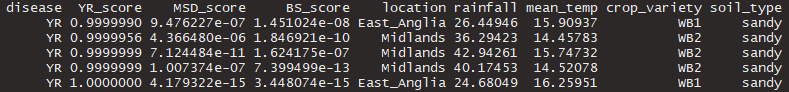 disease YR_score MSD_score BS_score location rainfall mean_temp crop_variety soil_type
YR 0.9999990 9.476227e-07 1.451024e-08 East_Anglia 26.44946 15.90937 WB1 sandy
YR 0.9999956 4.366480e-06 1.846921e-10 Midlands 36.29423 14.45783 WB2 sandy
YR 0.9999999 7.124484e-11 1.624175e-07 Midlands 42.94261 15.74732 WB2 sandy
YR 0.9999999 1.007374e-07 7.399499e-13 Midlands 40.17453 14.52078 WB2 sandy
YR 1.0000000 4.179322e-15 3.448074e-15 East_Anglia 24.68049 16.25951 WB1 sandy